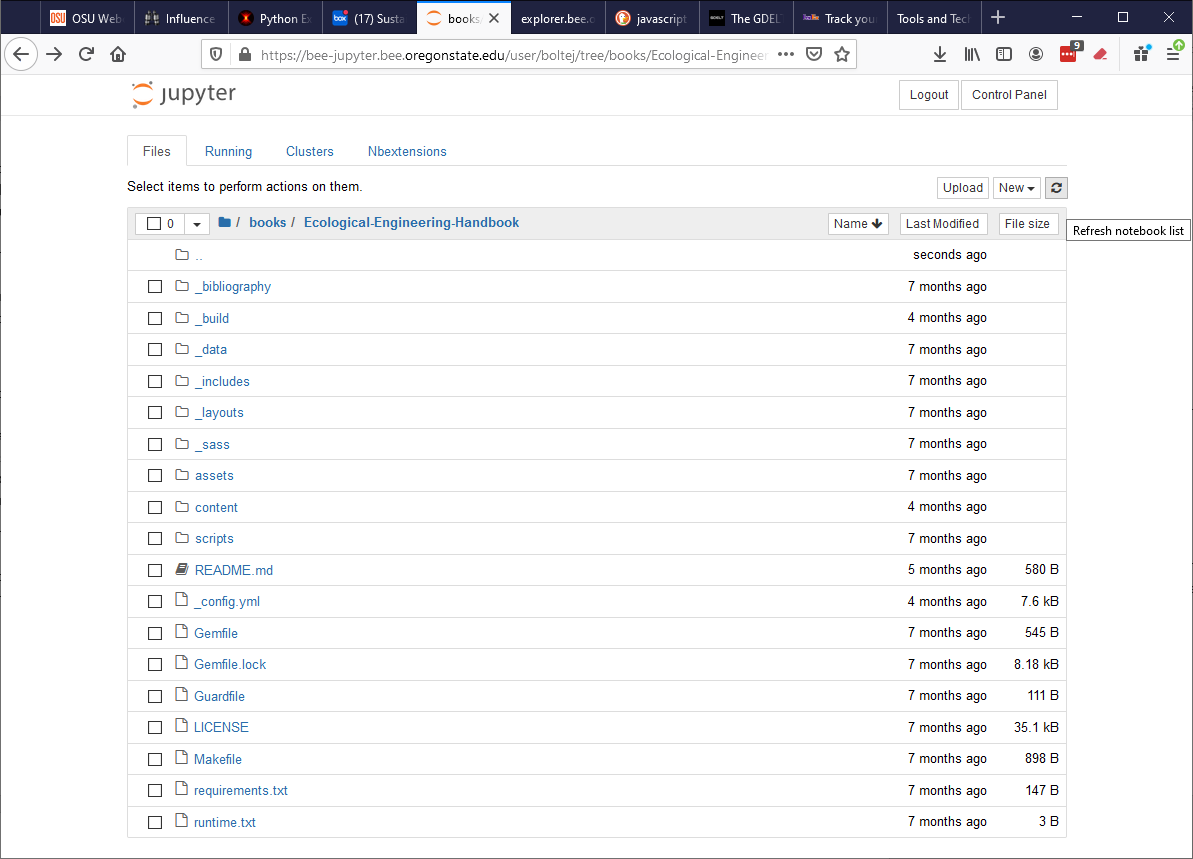 OSU Web
Influence
Python Ex
box (17) Susta
books/
explorer.bee.o
javascript
The GDEL
Track your
Tools and Tech
https://bee-jupyter.bee.oregonstate.edu/user/boltej/tree/books/Ecological-Engineer
9
jupyter
Logout
Control Panel
Files Running Clusters Nbextensions
Select items to perform actions on them.
Upload New
0 / books / Ecological-Engineering-Handbook Name Last Modified File size
Refresh notebook list
.. seconds ago
_bibliography 7 months ago
_build 4 months ago
_data 7 months ago
_includes 7 months ago
_layouts 7 months ago
_sass 7 months ago
assets 7 months ago
content 4 months ago
scripts 7 months ago
README.md 5 months ago 580 B
_config.yml 4 months ago 7.6 kB
Gemfile 7 months ago 545 B
Gemfile.lock 7 months ago 8.18 kB
Guardfile 7 months ago 111 B
LICENSE 7 months ago 35.1 kB
Makefile 7 months ago 898 B
requirements.txt 7 months ago 147 B
runtime.txt 7 months ago 3 B